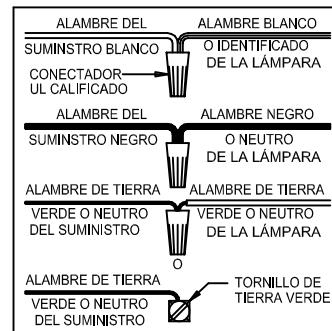 ALAMBRE DEL ALAMBRE BLANCO
SUMINSTRO BLANCO O IDENTIFICADO
DE LA LÁMPARA
CONECTADOR
UL CALIFICADO
ALAMBRE DEL ALAMBRE NEGRO
SUMINSTRO NEGRO O NEUTRO
DE LA LÁMPARA
ALAMBRE DE TIERRA ALAMBRE DE TIERRA
VERDE O NEUTRO VERDE O NEUTRO
DEL SUMINISTRO DE LA LÁMPARA
O
ALAMBRE DE TIERRA TORNILLO DE
VERDE O NEUTRO TIERRA VERDE
DEL SUMINISTRO